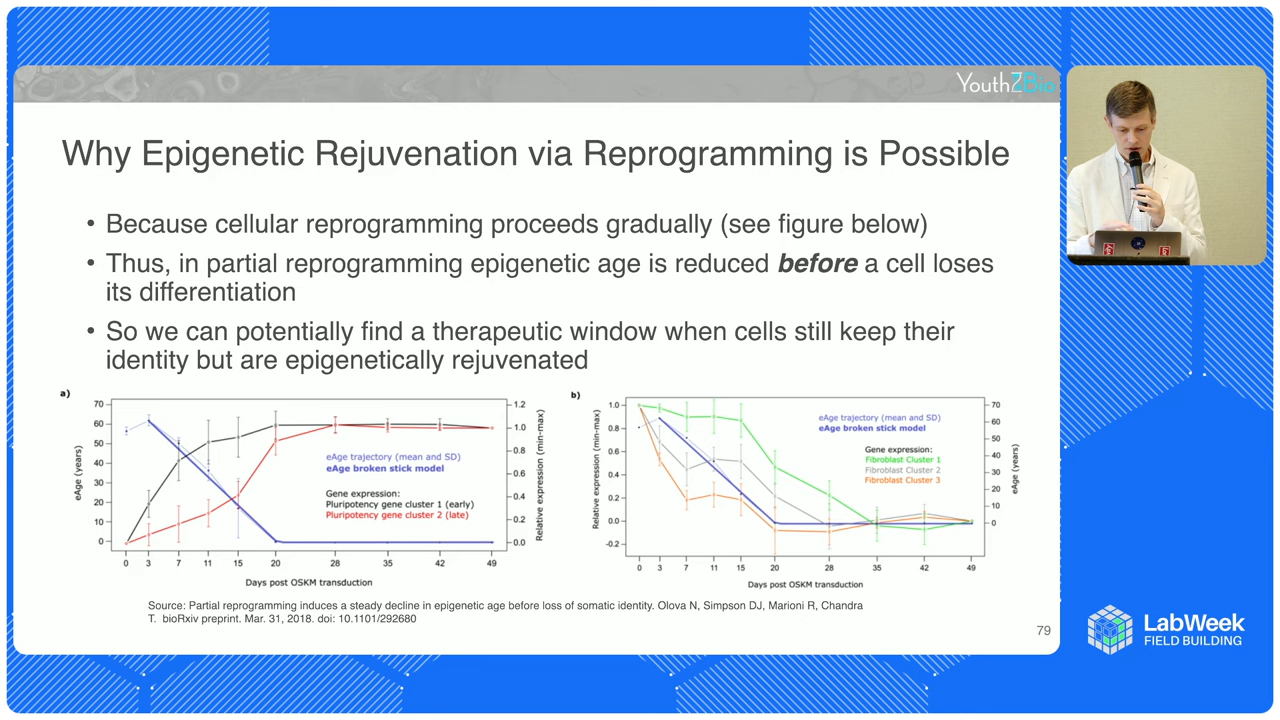 YouthZBio
Why Epigenetic Rejuvenation via Reprogramming is Possible
• Because cellular reprogramming proceeds gradually (see figure below)
• Thus, in partial reprogramming epigenetic age is reduced before a cell loses
its differentiation
• So we can potentially find a therapeutic window when cells still keep their
identity but are epigenetically rejuvenated
a)
eAge (years)
70
60
50
40
30
20
10
0
eAge trajectory (mean and SD)
eAge broken stick model
Gene expression:
Pluripotency gene cluster 1 (early)
Pluripotency gene cluster 2 (late)
1.2
1.0
0.8
0.6
0.4
0.2
0.0
Relative expression (min-max)
0 3 7 11 15 20 28 35 42 49
Days post OSKM transduction
b)
Relative expression (min-max)
1.0
0.8
0.6
0.4
0.2
0.0
-0.2
eAge trajectory (mean and SD)
eAge broken stick model
Gene expression:
Fibroblast Cluster 1
Fibroblast Cluster 2
Fibroblast Cluster 3
70
60
50
40
30
20
10
0
eAge (years)
0 3 7 11 15 20 28 35 42 49
Days post OSKM transduction
Source: Partial reprogramming induces a steady decline in epigenetic age before loss of somatic identity. Olova N, Simpson DJ, Marioni R, Chandra
T. bioRxiv preprint. Mar. 31, 2018. doi: 10.1101/292680
79
LabWeek
FIELD BUILDING